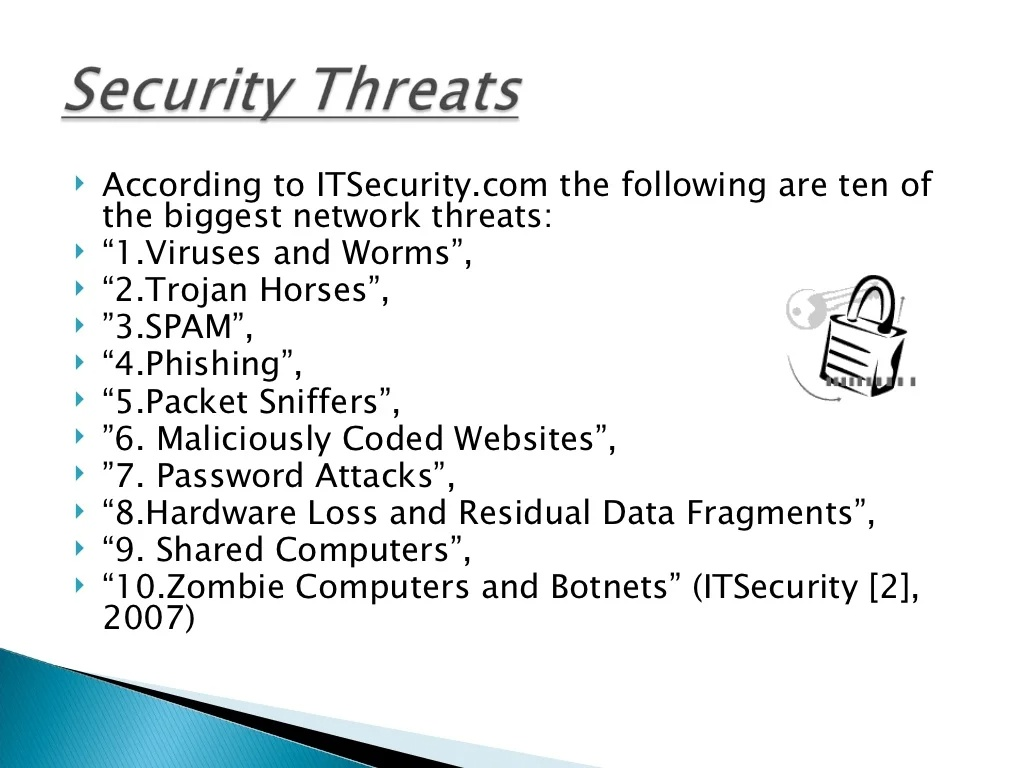 Security Threats
According to ITSecurity.com the following are ten of
the biggest network threats:
“1.Viruses and Worms”,
“2.Trojan Horses”,
”3.SPAM”,
“4.Phishing”,
“5.Packet Sniffers”,
”6. Maliciously Coded Websites”,
”7. Password Attacks”,
“8.Hardware Loss and Residual Data Fragments”,
“9. Shared Computers”,
“10.Zombie Computers and Botnets” (ITSecurity [2],
2007)